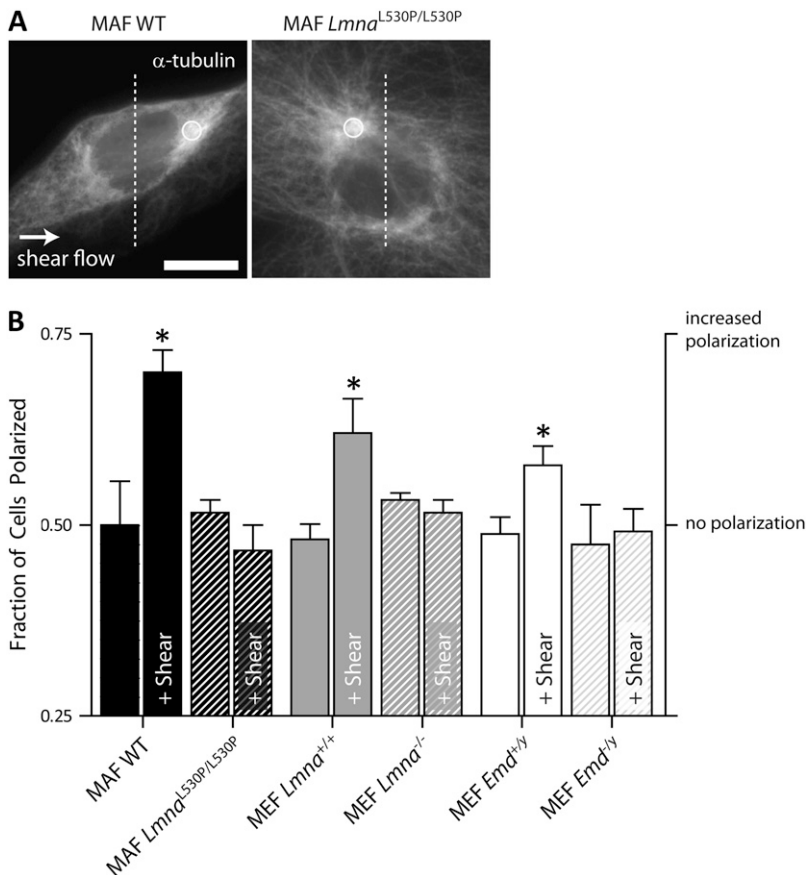 A
MAF WT
MAF Lmna^L530P/L530P
α-tubulin
shear flow
B
Fraction of Cells Polarized
0.75
0.50
0.25
*
*
*
increased
polarization
no polarization
+ Shear
+ Shear
+ Shear
+ Shear
+ Shear
+ Shear
MAF WT
MAF Lmna^L530P/L530P
MEF Lmna^+/+
MEF Lmna^-/-
MEF Emd^+/y
MEF Emd^-/y